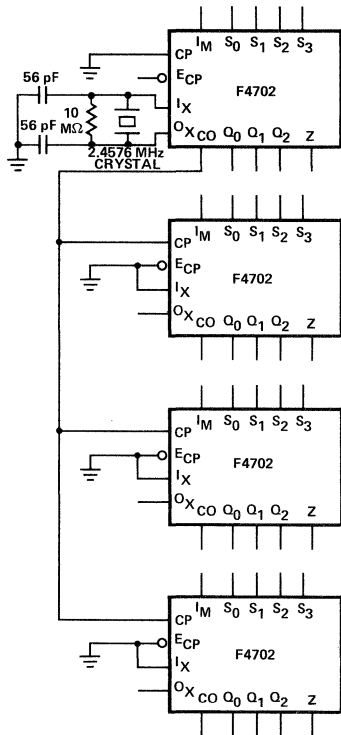 IM S0 S1 S2 S3
CP
56 pF
ECP
F4702
10 MΩ
IX
56 pF
OX CO Q0 Q1 Q2 Z
2.4576 MHz
CRYSTAL
IM S0 S1 S2 S3
CP
ECP
F4702
IX
OX CO Q0 Q1 Q2 Z
IM S0 S1 S2 S3
CP
ECP
F4702
IX
OX CO Q0 Q1 Q2 Z
IM S0 S1 S2 S3
CP
ECP
F4702
IX
OX CO Q0 Q1 Q2 Z